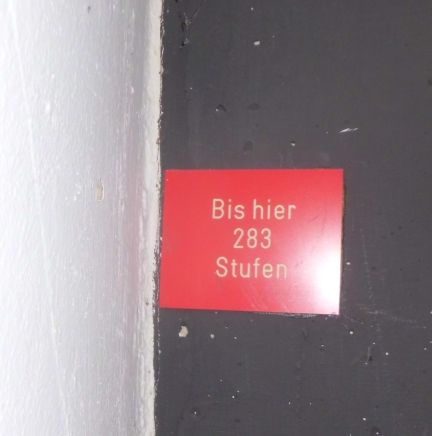 Bis hier
283
Stufen